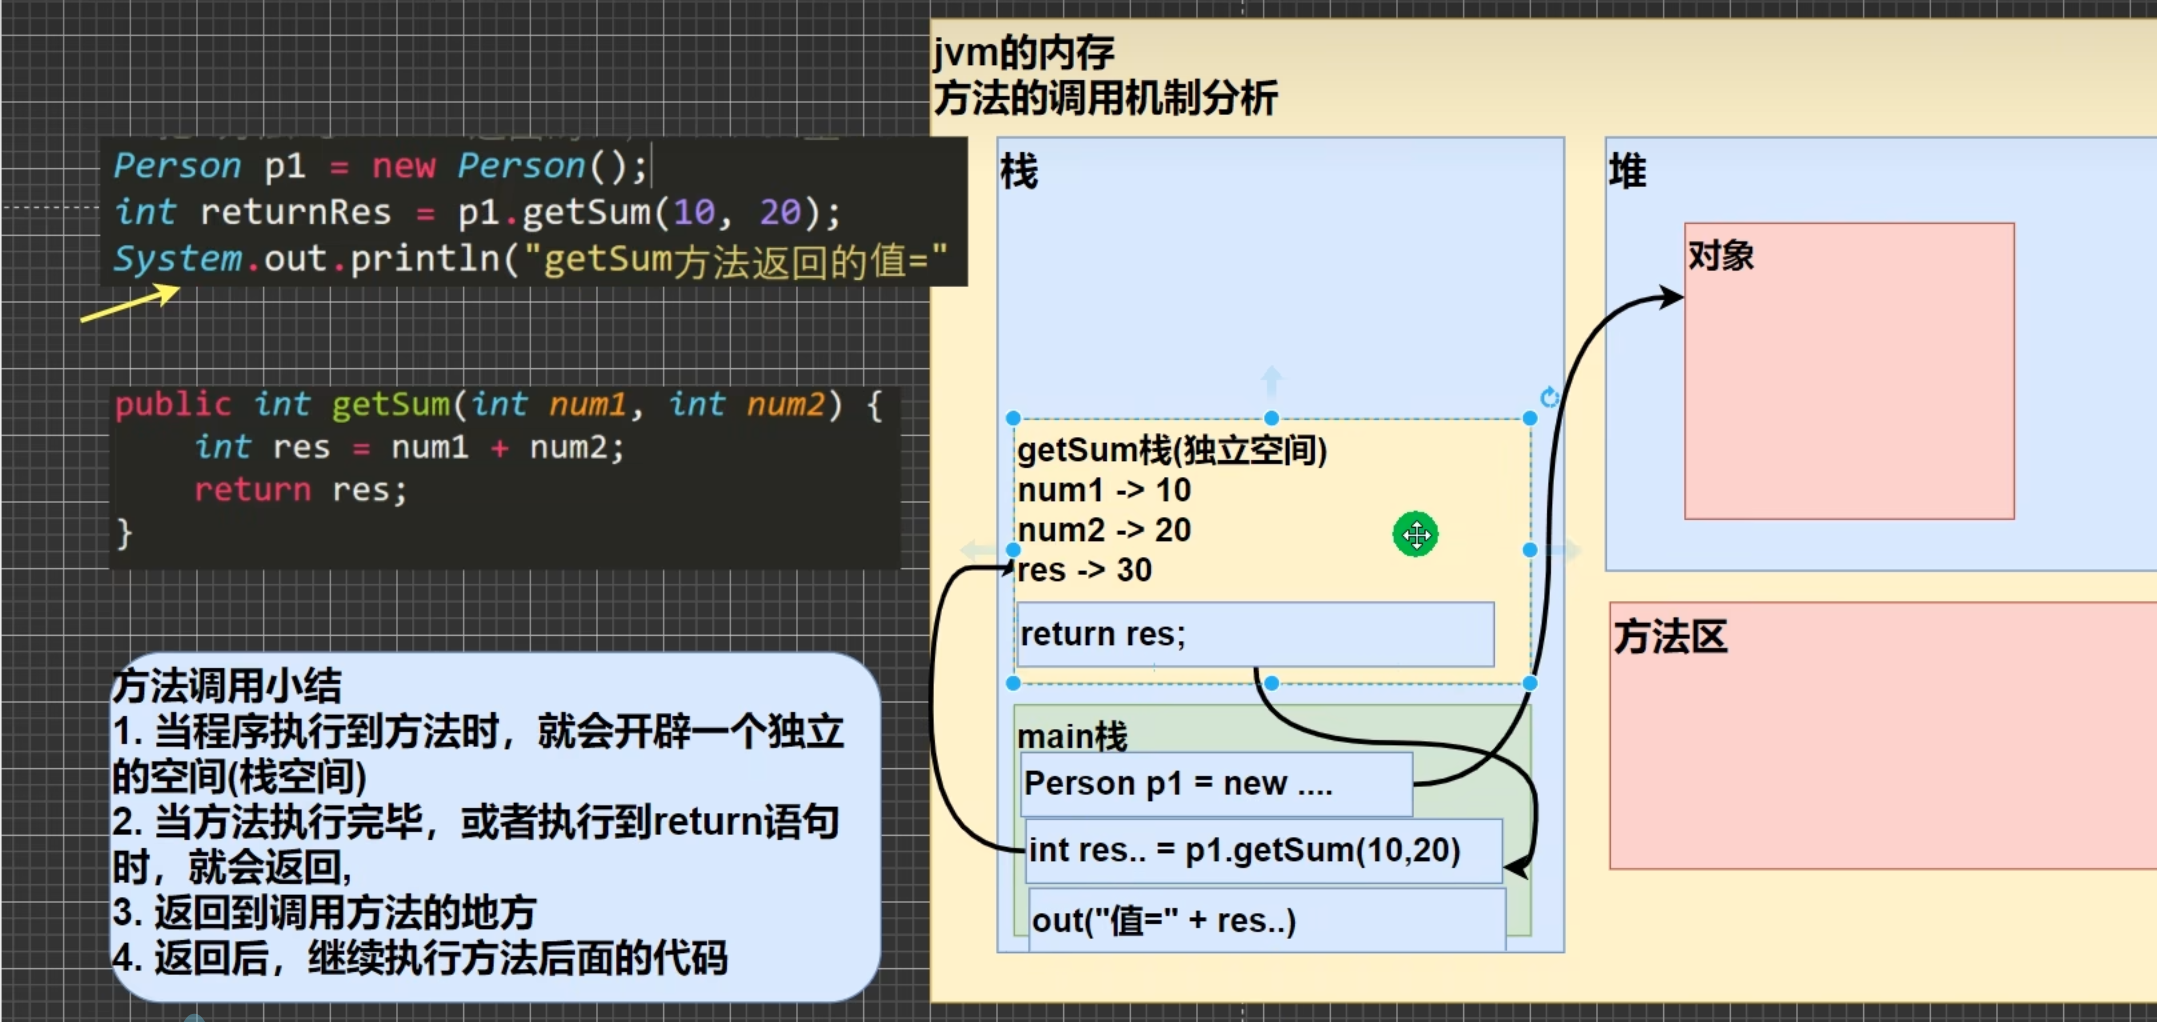 Person p1 = new Person();
int returnRes = p1.getSum(10, 20);
System.out.println("getSum方法返回的值="
public int getSum(int num1, int num2) {
int res = num1 + num2;
return res;
}
方法调用小结
1. 当程序执行到方法时，就会开辟一个独立
的空间(栈空间)
2. 当方法执行完毕，或者执行到return语句
时，就会返回,
3. 返回到调用方法的地方
4. 返回后，继续执行方法后面的代码
jvm的内存
方法的调用机制分析
栈
getSum栈(独立空间)
num1 -> 10
num2 -> 20
res -> 30
return res;
main栈
Person p1 = new ....
int res.. = p1.getSum(10,20)
out("值=" + res..)
堆
对象
方法区